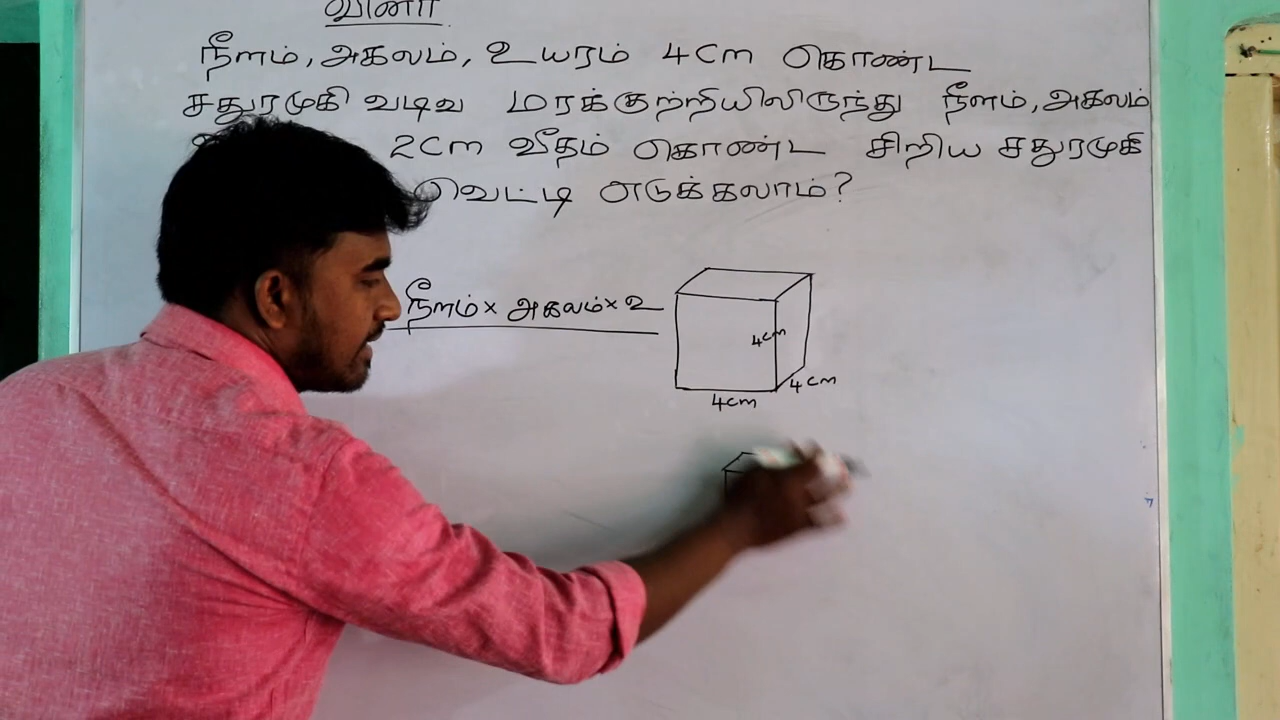 வினா
நீளம், அகலம், உயரம் 4cm கொண்ட
சதுரமுகி வடிவ மரக்குற்றியிலிருந்து நீளம், அகலம்
2cm வீதம் கொண்ட சிறிய சதுரமுகி
வெட்டி எடுக்கலாம்?
நீளம் × அகலம் × உ
4cm
4cm
4cm